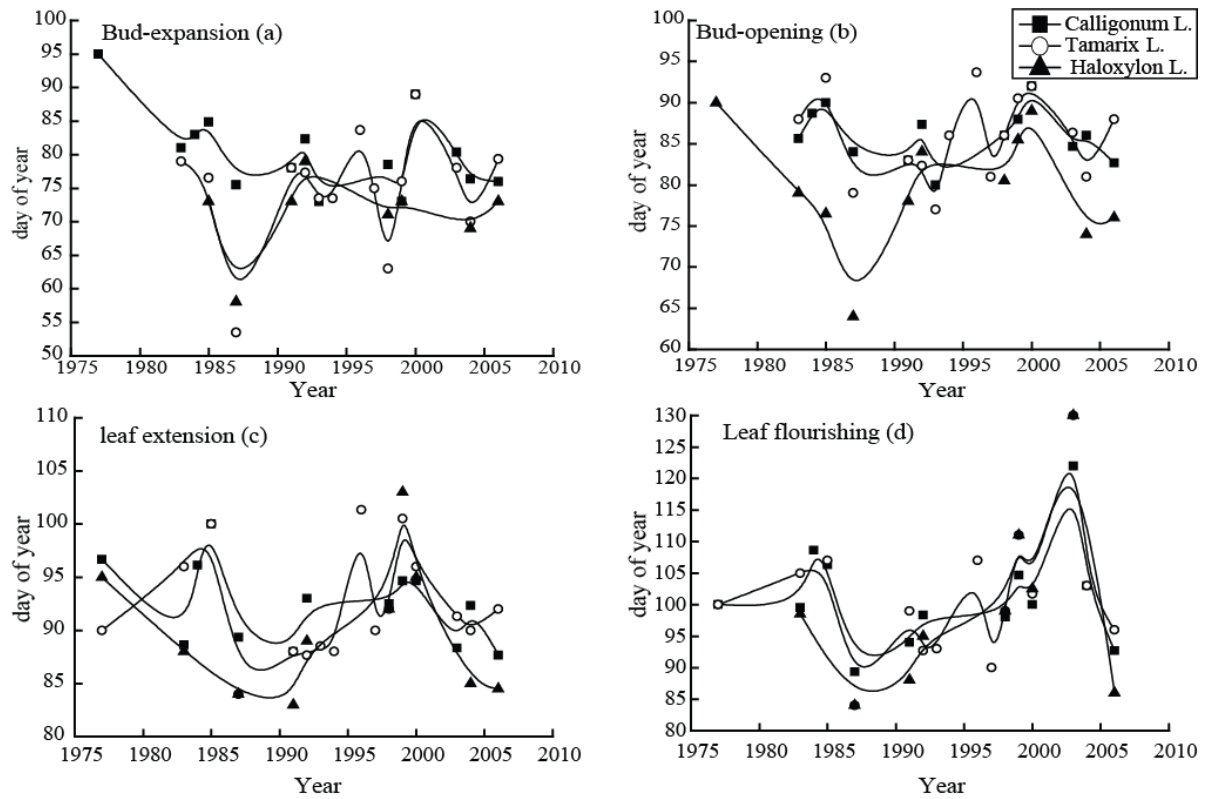 Bud-expansion (a)
100
95
90
85
80
75
70
65
60
55
50
day of year
1975 1980 1985 1990 1995 2000 2005 2010
Year
Bud-opening (b)
Calligonum L.
Tamarix L.
Haloxylon L.
100
95
90
85
80
75
70
65
60
day of year
1975 1980 1985 1990 1995 2000 2005 2010
Year
leaf extension (c)
110
105
100
95
90
85
80
day of year
1975 1980 1985 1990 1995 2000 2005 2010
Year
Leaf flourishing (d)
130
125
120
115
110
105
100
95
90
85
80
day of year
1975 1980 1985 1990 1995 2000 2005 2010
Year